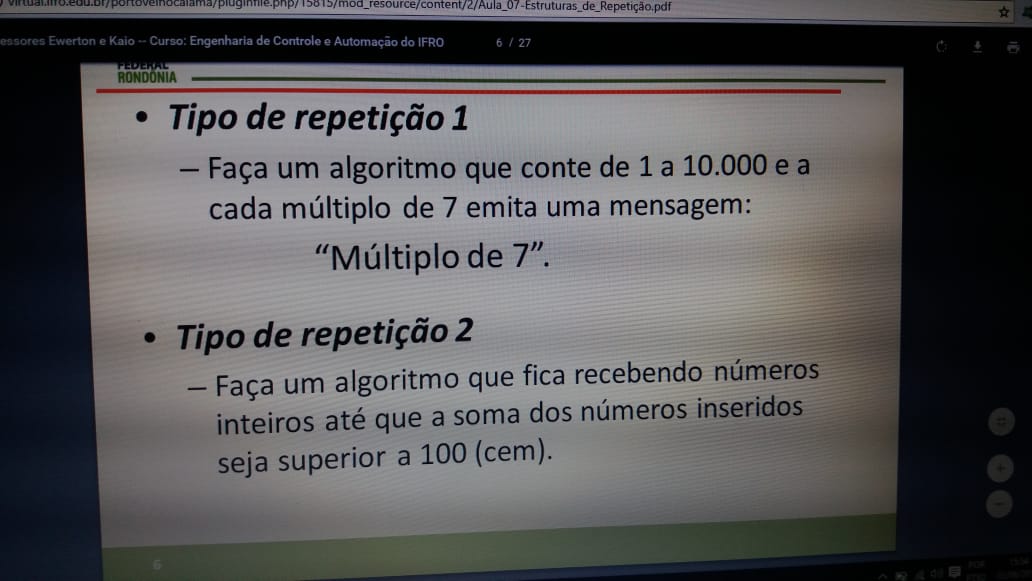 virtual.ifro.edu.br/portovelhocalama/pluginfile.php/15815/mod_resource/content/2/Aula_07-Estruturas_de_Repetição.pdf
essores Ewerton e Kaio -- Curso: Engenharia de Controle e Automação do IFRO 6 / 27
FEDERAL
RONDÔNIA
• Tipo de repetição 1
– Faça um algoritmo que conte de 1 a 10.000 e a
cada múltiplo de 7 emita uma mensagem:
“Múltiplo de 7”.
• Tipo de repetição 2
– Faça um algoritmo que fica recebendo números
inteiros até que a soma dos números inseridos
seja superior a 100 (cem).
6
POR